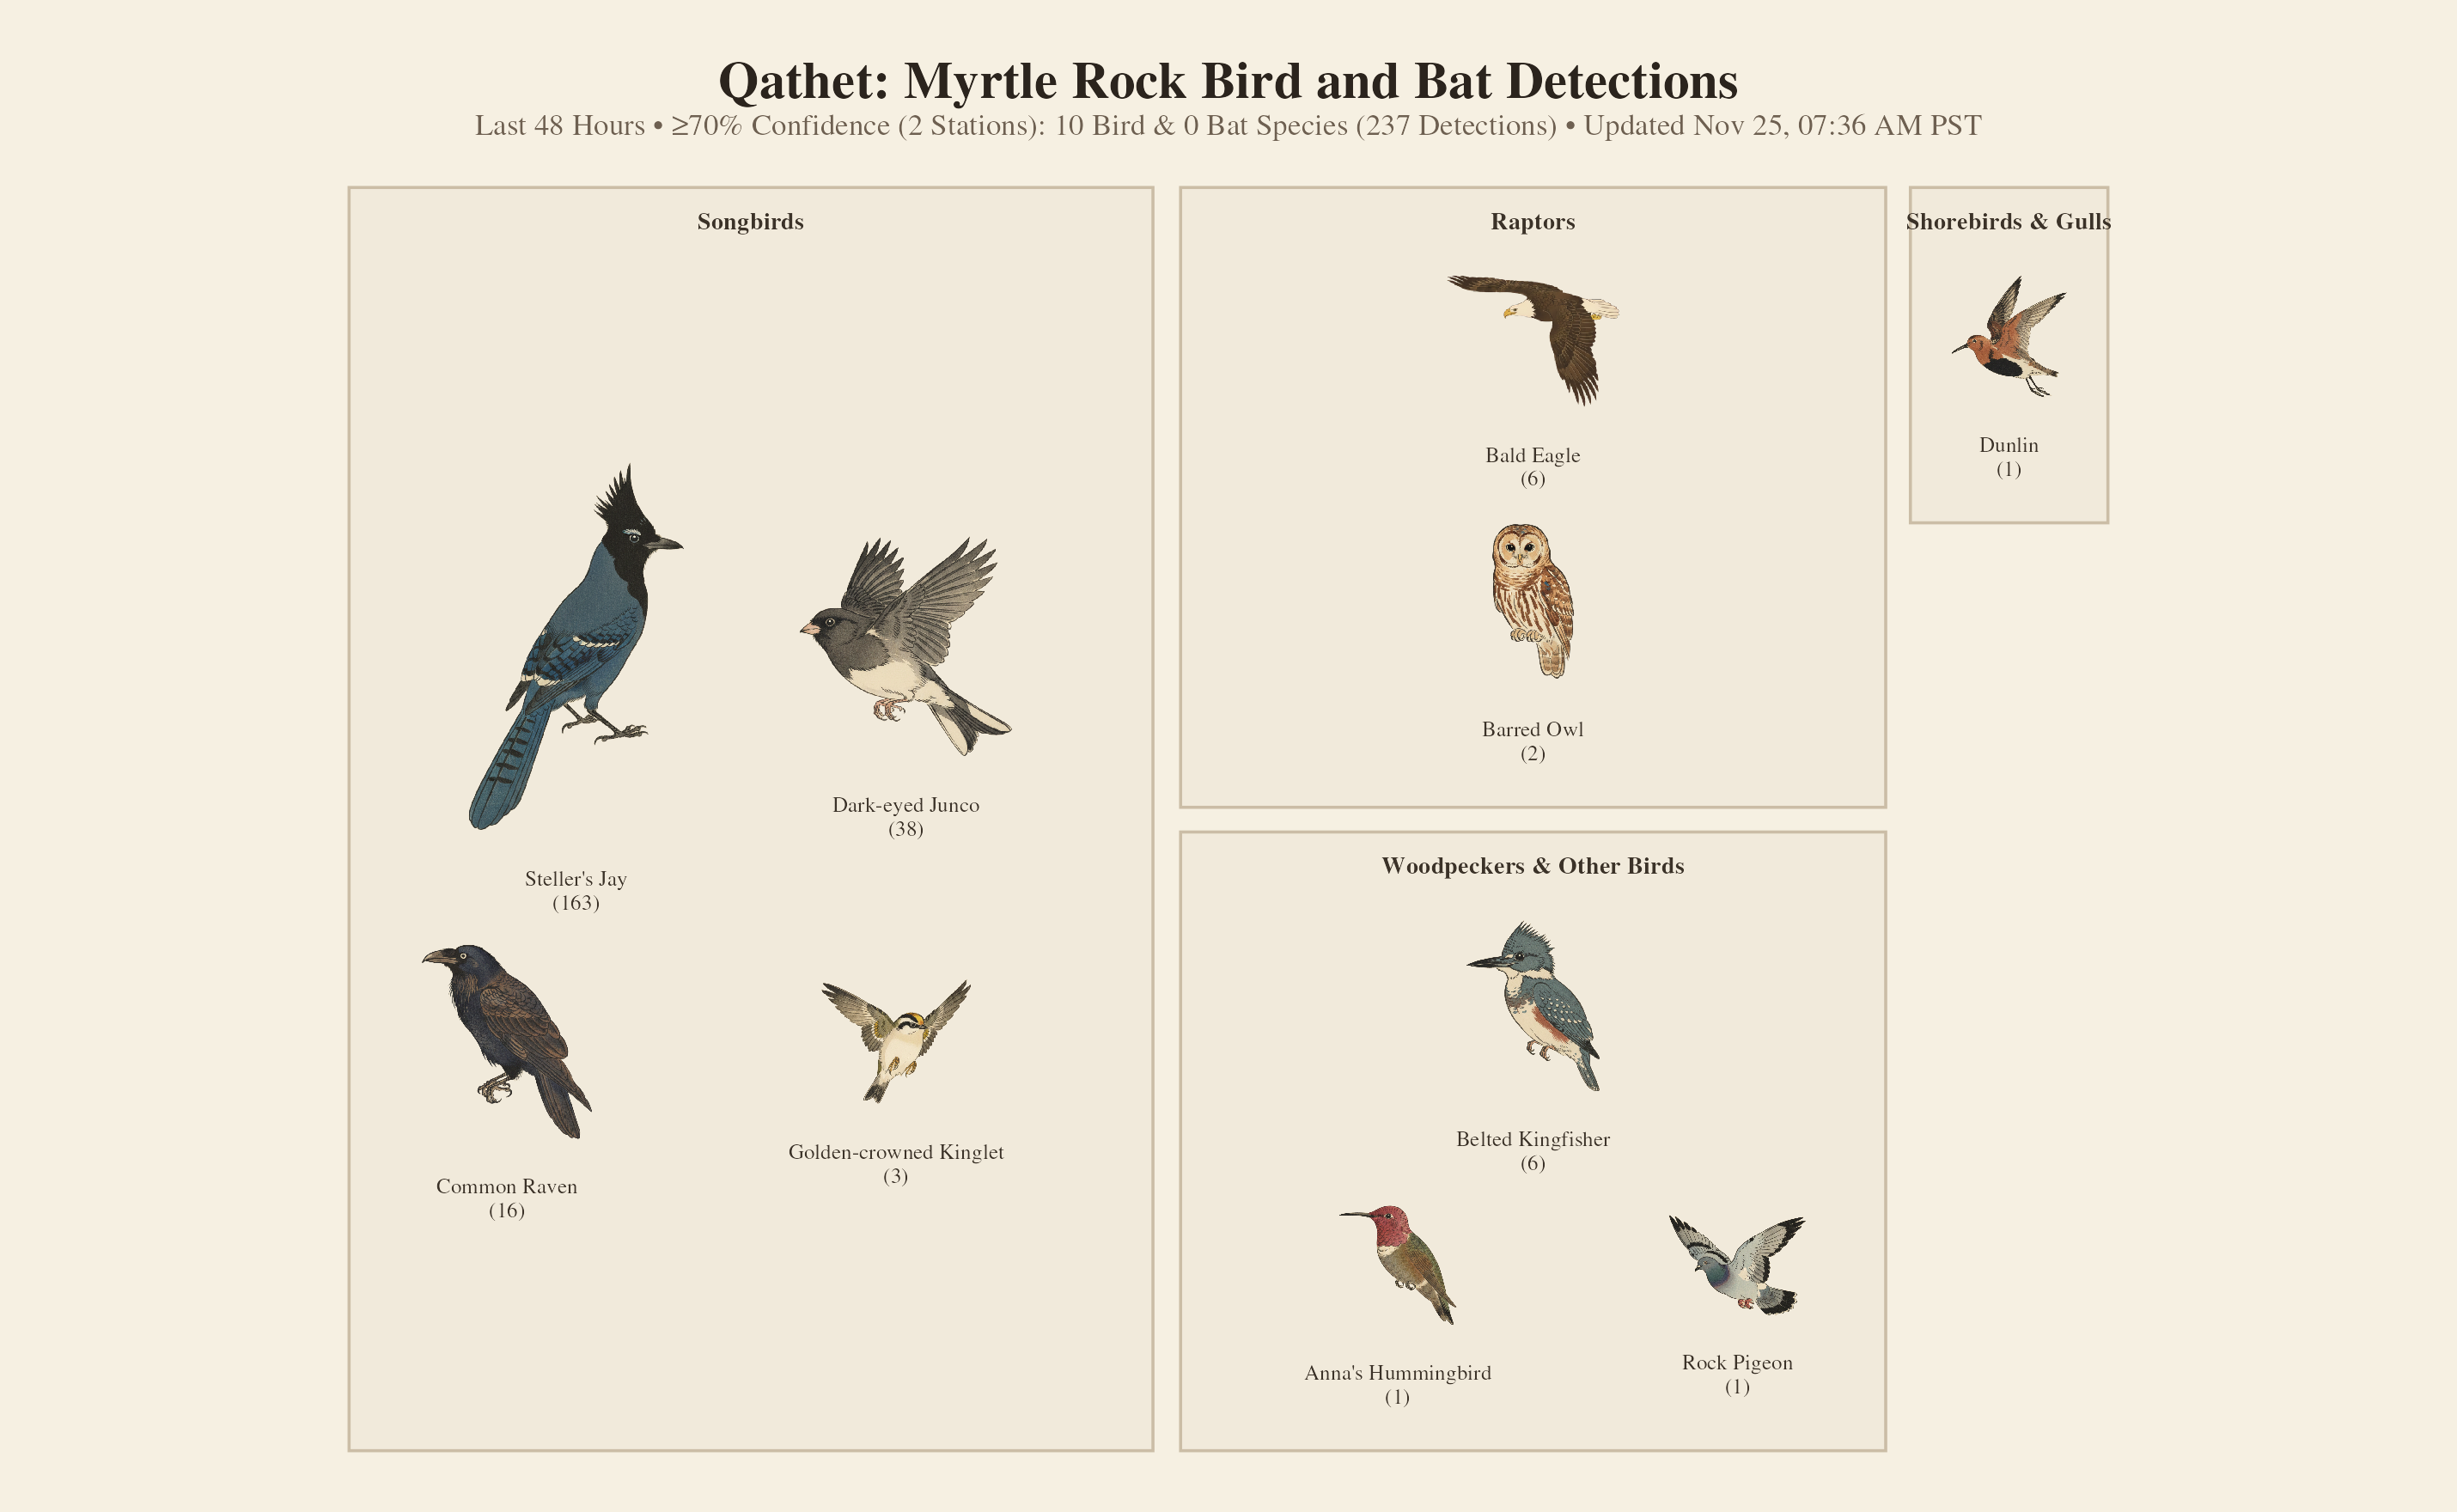 Qathet: Myrtle Rock Bird and Bat Detections
Last 48 Hours • ≥70% Confidence (2 Stations): 10 Bird & 0 Bat Species (237 Detections) • Updated Nov 25, 07:36 AM PST
Songbirds
Steller's Jay
(163)
Dark-eyed Junco
(38)
Common Raven
(16)
Golden-crowned Kinglet
(3)
Raptors
Bald Eagle
(6)
Barred Owl
(2)
Woodpeckers & Other Birds
Belted Kingfisher
(6)
Anna's Hummingbird
(1)
Rock Pigeon
(1)
Shorebirds & Gulls
Dunlin
(1)